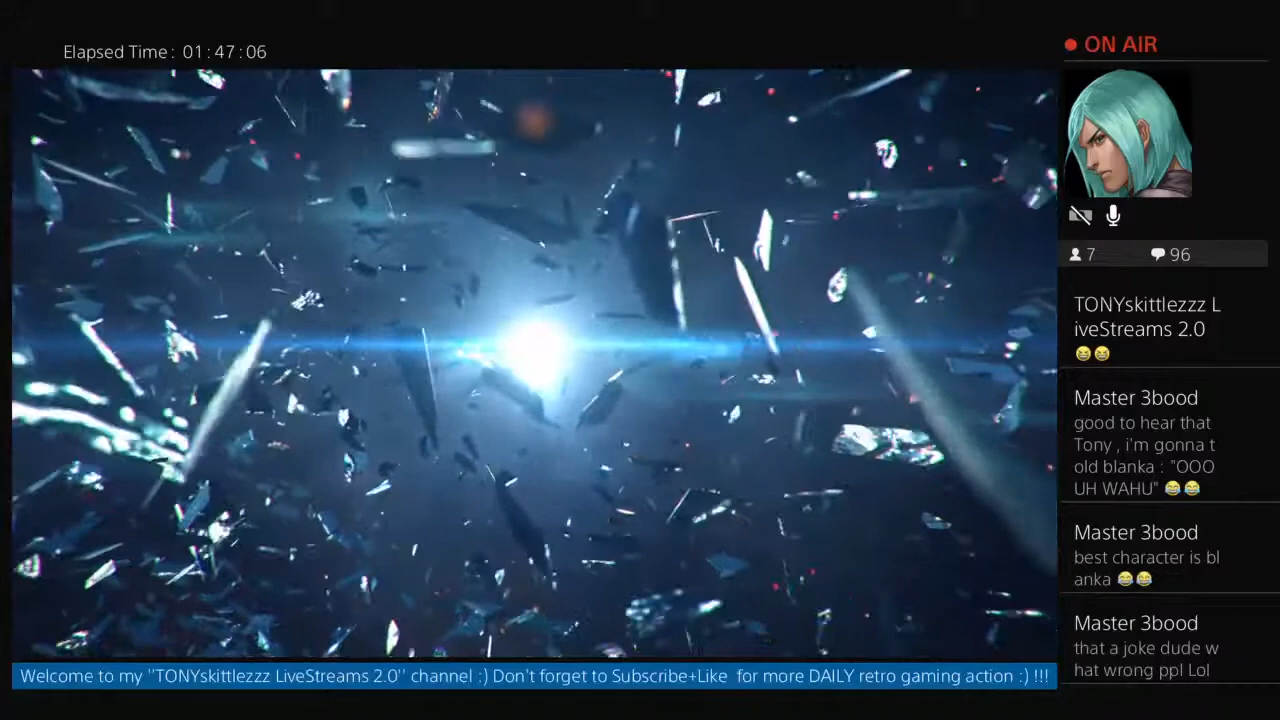 Elapsed Time: 01:47:06
ON AIR
7 96
TONYskittlezzz L
iveStreams 2.0
😆😆
Master 3bood
good to hear that
Tony , i'm gonna t
old blanka : "OOO
UH WAHU" 😂😂
Master 3bood
best character is bl
anka 😂😂
Master 3bood
that a joke dude w
hat wrong ppl Lol
Welcome to my ''TONYskittlezzz LiveStreams 2.0'' channel :) Don't forget to Subscribe+Like  for more DAILY retro gaming action :) !!!